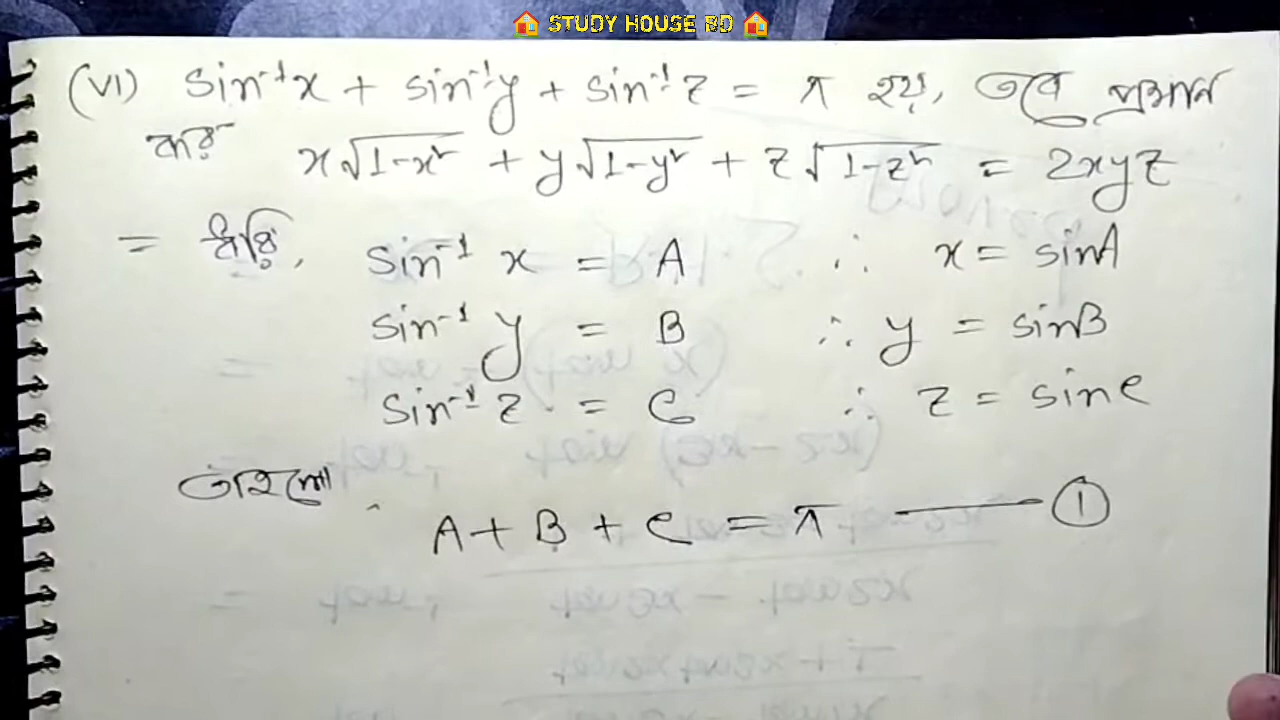 🏠 STUDY HOUSE BD 🏠
(VI) sin⁻¹x + sin⁻¹y + sin⁻¹z = π হয়, তবে প্রমাণ
কর x√1-x² + y√1-y² + z√1-z² = 2xyz
= ধরি, sin⁻¹ x = A ∴ x = sinA
sin⁻¹ y = B ∴ y = sinB
sin⁻¹ z = C ∴ z = sinC
তাহলে
A + B + C = π —— ①